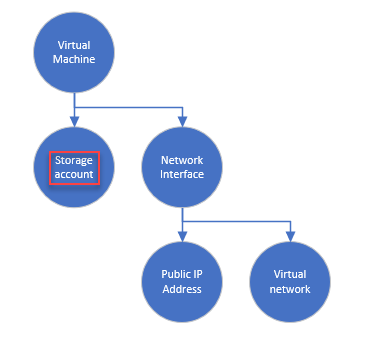 Virtual
Machine
Storage
account
Network
Interface
Public IP
Address
Virtual
network